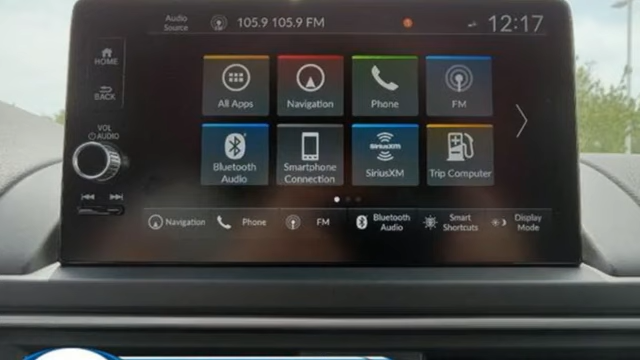 Audio
Source
105.9 105.9 FM
12:17
HOME
BACK
VOL
AUDIO
All Apps
Navigation
Phone
FM
Bluetooth
Audio
Smartphone
Connection
SiriusXM
SiriusXM
Trip Computer
Navigation
Phone
FM
Bluetooth
Audio
Smart
Shortcuts
Display
Mode